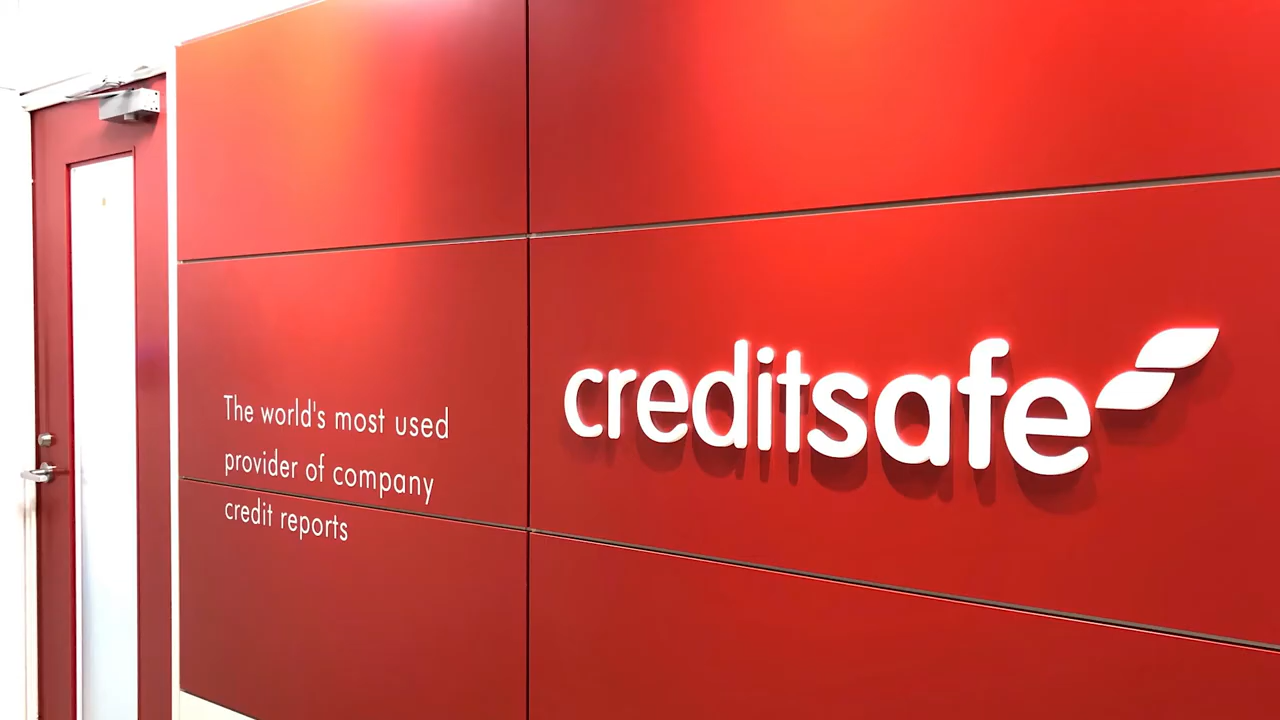 The world's most used
provider of company
credit reports
creditsafe